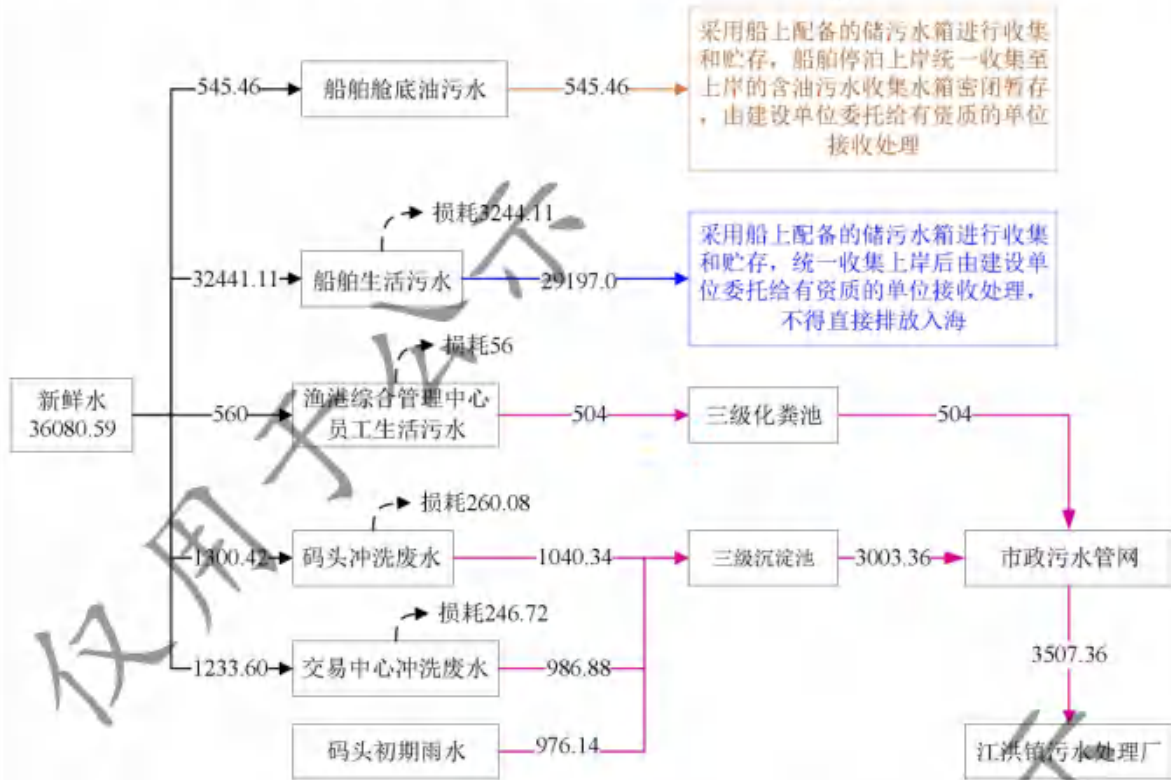 采用船上配备的储污水箱进行收集
和贮存，船舶停泊上岸统一收集至
上岸的含油污水收集水箱密闭暂存
，由建设单位委托给有资质的单位
接收处理
545.46
船舶舱底油污水
545.46
损耗3244.11
采用船上配备的储污水箱进行收集
和贮存，统一收集上岸后由建设单
位委托给有资质的单位接收处理，
不得直接排放入海
32441.11
船舶生活污水
29197.0
损耗56
新鲜水
36080.59
560
渔港综合管理中心
员工生活污水
504
三级化粪池
504
损耗260.08
1300.42
码头冲洗废水
1040.34
三级沉淀池
3003.36
市政污水管网
损耗246.72
1233.60
交易中心冲洗废水
986.88
3507.36
码头初期雨水
976.14
江洪镇污水处理厂
仅用于公示